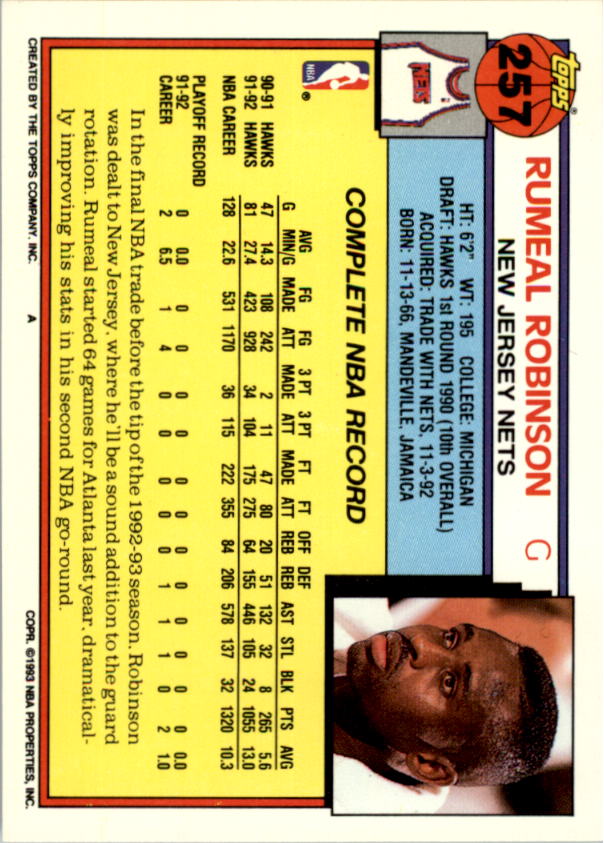 topps®
257
RUMEAL ROBINSON G
NEW JERSEY NETS
NETS
HT: 6'2" WT: 195 COLLEGE: MICHIGAN
DRAFT: HAWKS 1st ROUND 1990 (10th OVERALL)
ACQUIRED: TRADE WITH NETS, 11-3-92
BORN: 11-13-66, MANDEVILLE, JAMAICA
NBA ®
COMPLETE NBA RECORD
AVG FG FG 3 PT 3 PT FT FT OFF DEF
G MIN/G MADE ATT MADE ATT MADE ATT REB REB AST STL BLK PTS AVG
90-91 HAWKS 47 14.3 108 242 2 11 47 80 20 51 132 32 8 265 5.6
91-92 HAWKS 81 27.4 423 928 34 104 175 275 64 155 446 105 24 1055 13.0
NBA CAREER 128 22.6 531 1170 36 115 222 355 84 206 578 137 32 1320 10.3
PLAYOFF RECORD
91-92 0 0.0 0 0 0 0 0 0 0 0 0 0.0
CAREER 2 6.5 1 4 0 0 0 0 0 1 1 1 0 2 1.0
In the final NBA trade before the tip of the 1992-93 season, Robinson
was dealt to New Jersey, where he'll be a sound addition to the guard
rotation. Rumeal started 64 games for Atlanta last year, dramatical-
ly improving his stats in his second NBA go-round.
CREATED BY THE TOPPS COMPANY, INC. A COPR. ©1993 NBA PROPERTIES, INC.